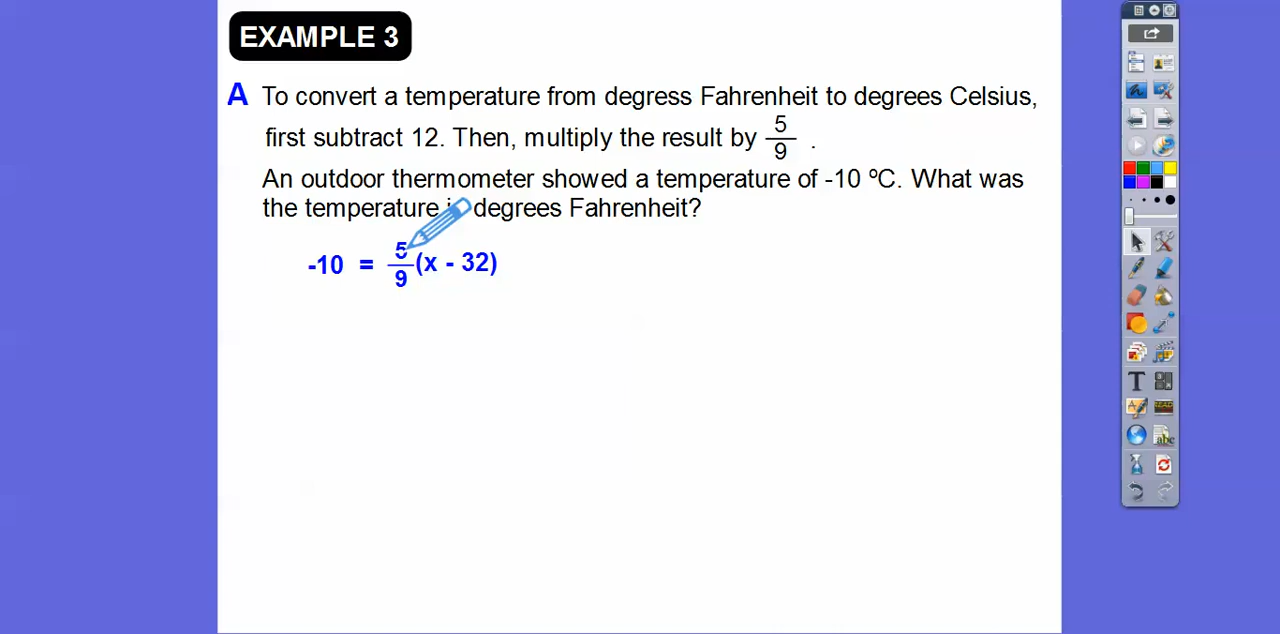 EXAMPLE 3
A To convert a temperature from degress Fahrenheit to degrees Celsius,
first subtract 12. Then, multiply the result by 5/9 .
An outdoor thermometer showed a temperature of -10 ºC. What was
the temperature degrees Fahrenheit?
-10 = 5/9(x - 32)